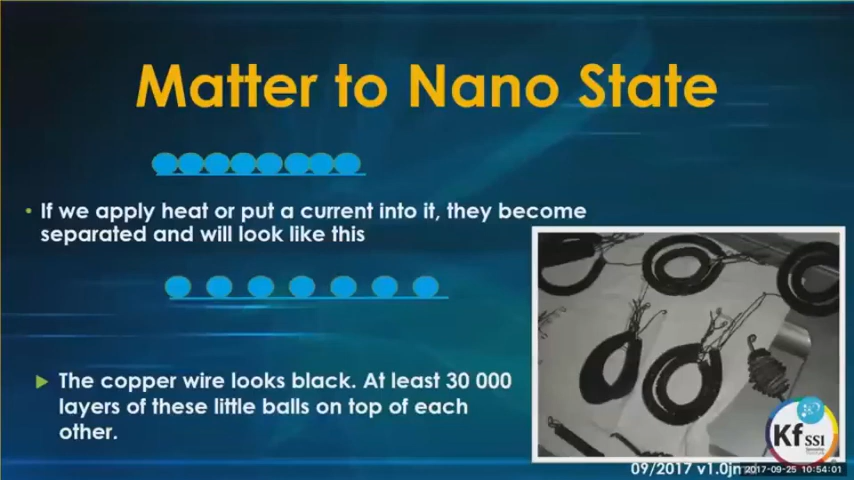 Matter to Nano State
• If we apply heat or put a current into it, they become
separated and will look like this
The copper wire looks black. At least 30 000
layers of these little balls on top of each
other.
Kf SSI
09/2017 v1.0jm
2017-09-25 10:54:01